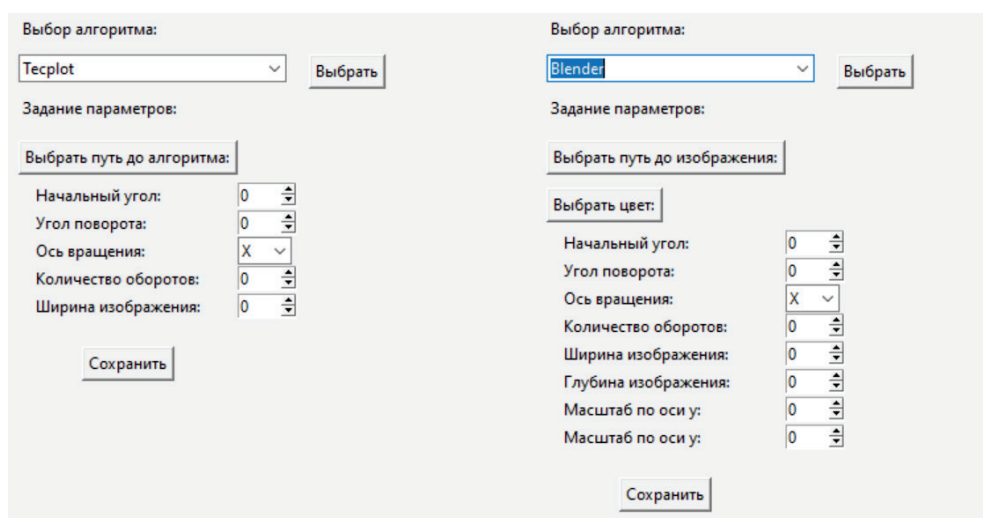 Выбор алгоритма:
Tecplot
Выбрать
Задание параметров:
Выбрать путь до алгоритма:
Начальный угол: 0
Угол поворота: 0
Ось вращения: X
Количество оборотов: 0
Ширина изображения: 0
Сохранить
Выбор алгоритма:
Blender
Выбрать
Задание параметров:
Выбрать путь до изображения:
Выбрать цвет:
Начальный угол: 0
Угол поворота: 0
Ось вращения: X
Количество оборотов: 0
Ширина изображения: 0
Глубина изображения: 0
Масштаб по оси y: 0
Масштаб по оси y: 0
Сохранить